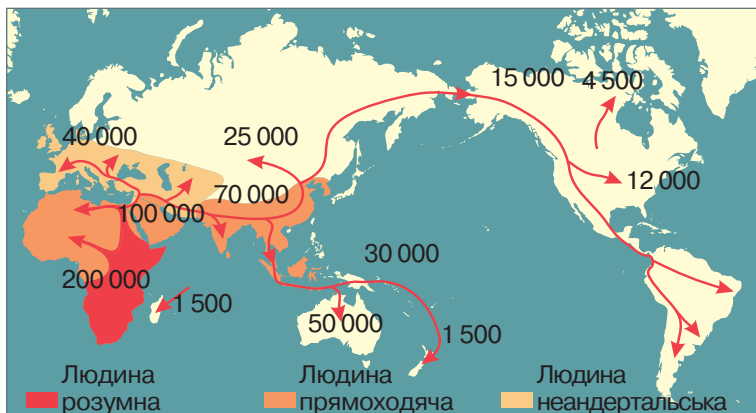 15 000
4 500
40 000
25 000
12 000
70 000
100 000
30 000
200 000
1 500
50 000
1 500
Людина
розумна
Людина
прямоходяча
Людина
неандертальська